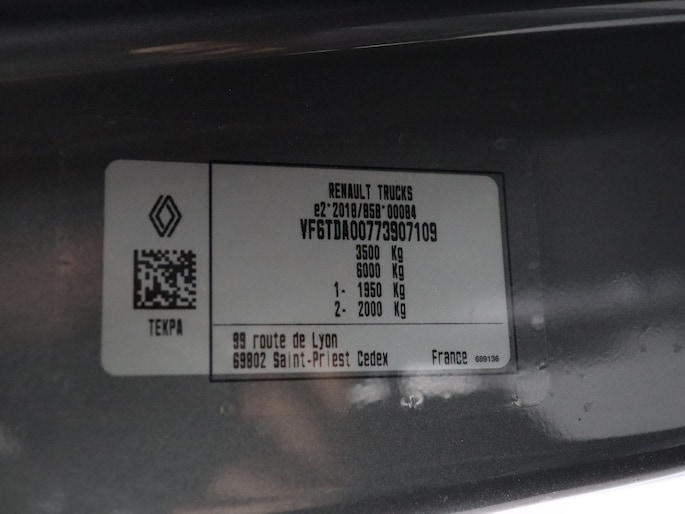 RENAULT TRUCKS
e2*2018/858*00084
VF6TDA00773907109
3500 Kg
6000 Kg
1- 1950 Kg
2- 2000 Kg
TEKPA
99 route de Lyon
69802 Saint-Priest Cedex France 689136